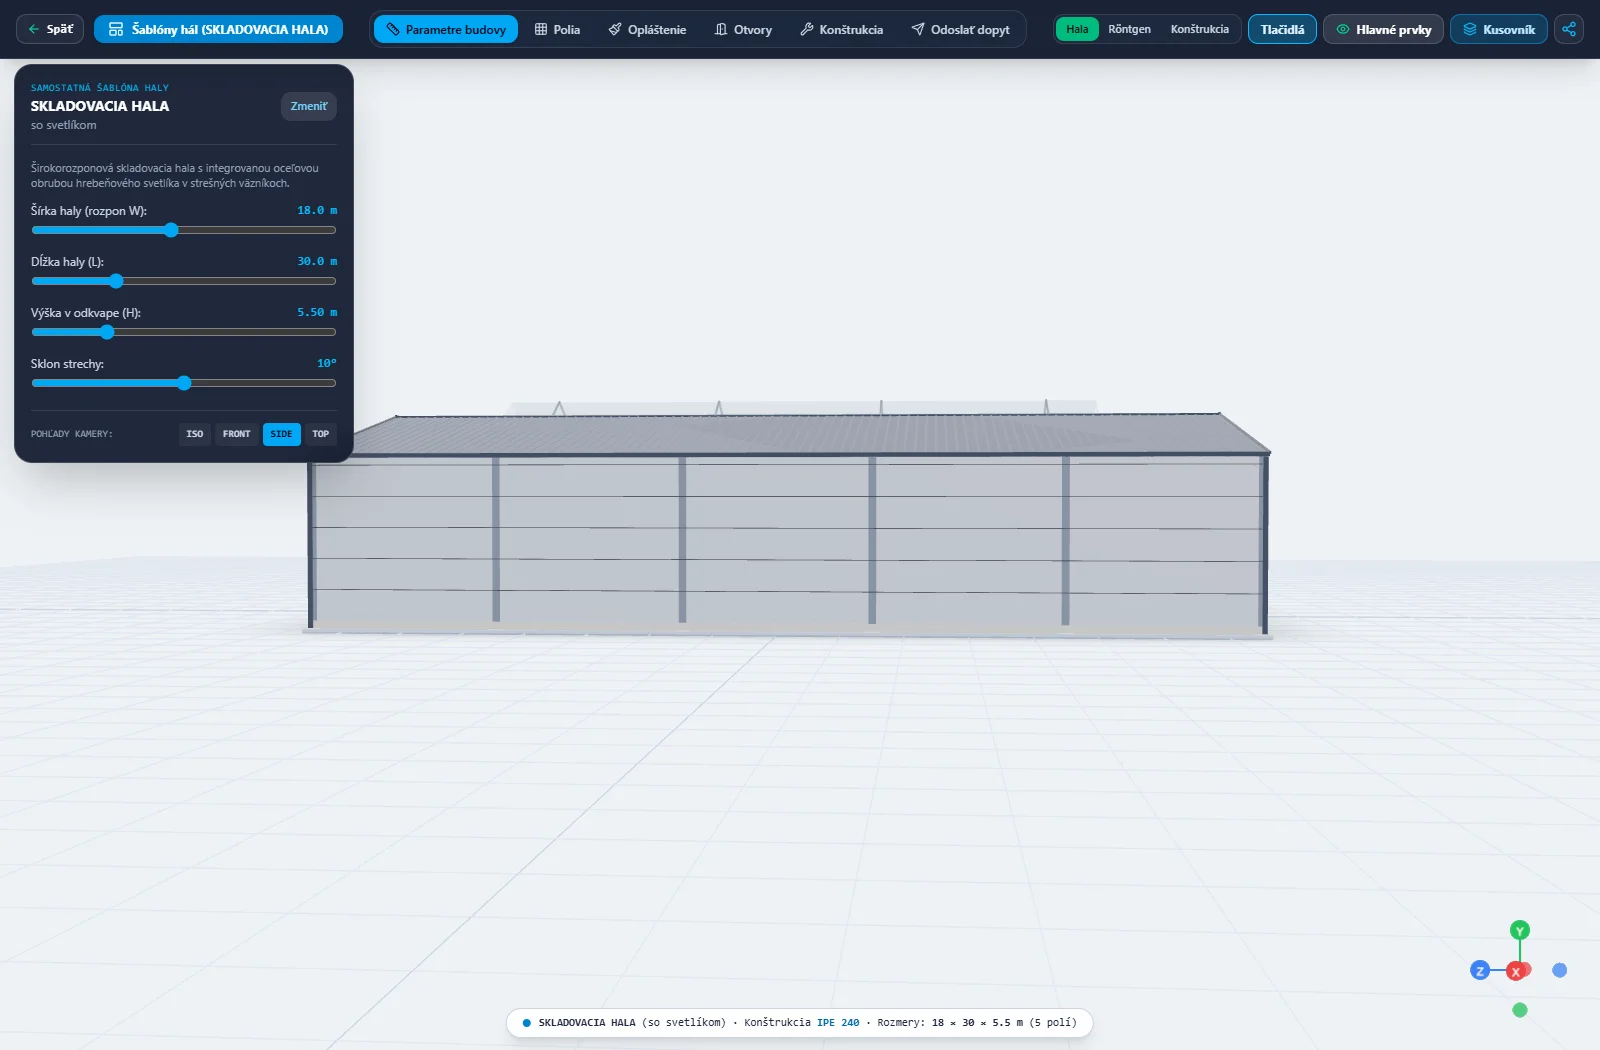 Späť
Šablóny hál (SKLADOVACIA HALA)
Parametre budovy
Polia
Opláštenie
Otvory
Konštrukcia
Odoslať dopyt
Hala
Röntgen
Konštrukcia
Tlačidlá
Hlavné prvky
Kusovník
SAMOSTATNÁ ŠABLÓNA HALY
SKLADOVACIA HALA
so svetlíkom
Zmeniť
Širokorozponová skladovacia hala s integrovanou oceľovou
obrubou hrebeňového svetlíka v strešných väzníkoch.
Šírka haly (rozpon W): 18.0 m
Dĺžka haly (L): 30.0 m
Výška v odkvape (H): 5.50 m
Sklon strechy: 10°
POHĽADY KAMERY: ISO FRONT SIDE TOP
Y
Z
X
SKLADOVACIA HALA (so svetlíkom) · Konštrukcia IPE 240 · Rozmery: 18 × 30 × 5.5 m (5 polí)